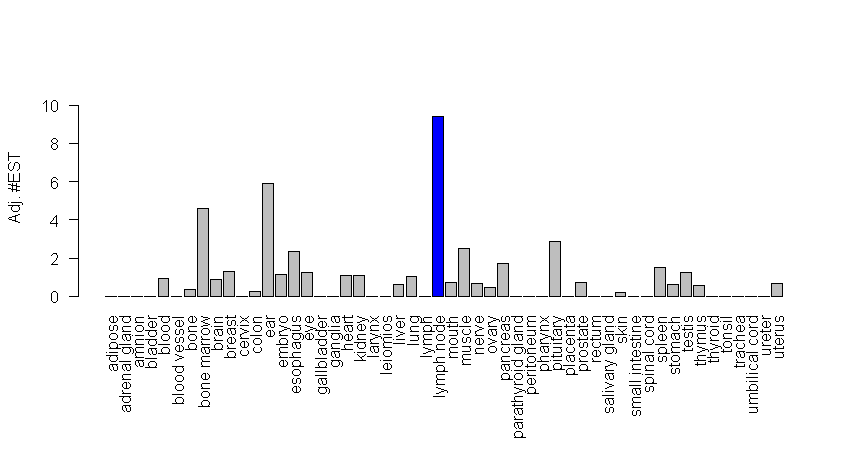 Adj. #EST
10
8
6
4
2
0
adipose
adrenal gland
amnion
bladder
blood
blood vessel
bone
bone marrow
brain
breast
cervix
colon
ear
embryo
esophagus
eye
gallbladder
ganglia
heart
kidney
larynx
leiomios
liver
lung
lymph
lymph node
mouth
muscle
nerve
ovary
pancreas
parathyroid gland
peritoneum
pharynx
pituitary
placenta
prostate
rectum
salivary gland
skin
small intestine
spinal cord
spleen
stomach
testis
thymus
thyroid
tonsil
trachea
umbilical cord
ureter
uterus